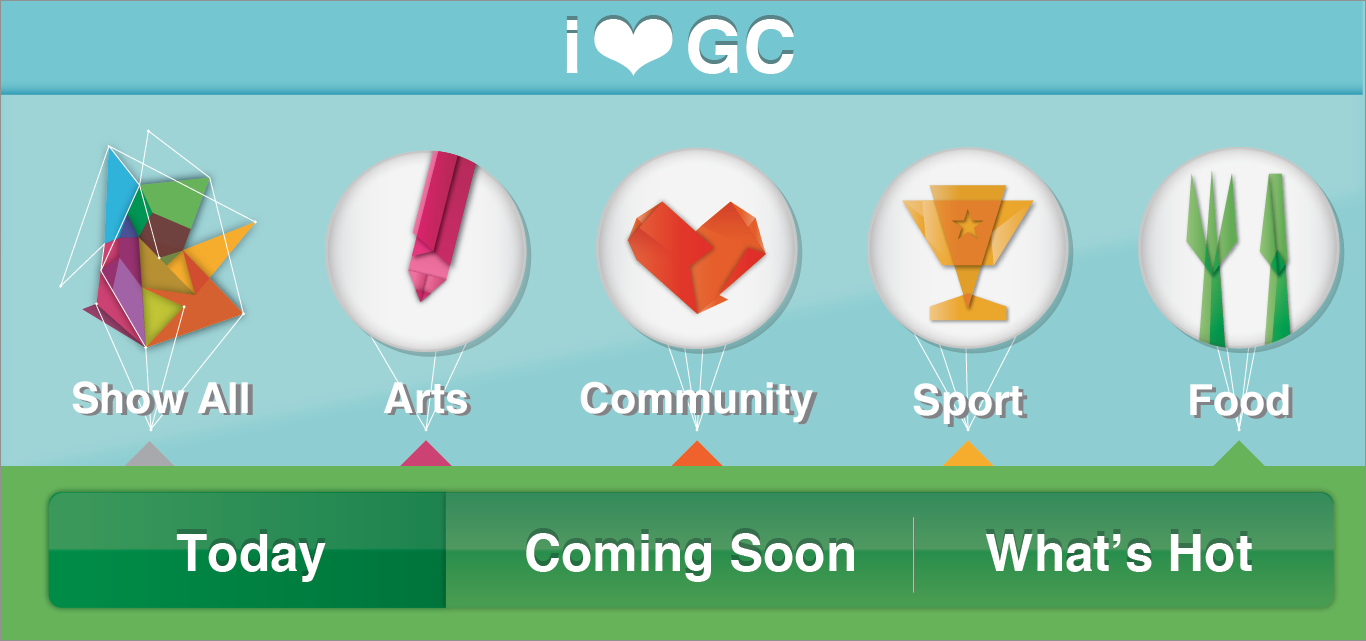 i ❤ GC
Show All
Arts
Community
Sport
Food
Today
Coming Soon
What’s Hot